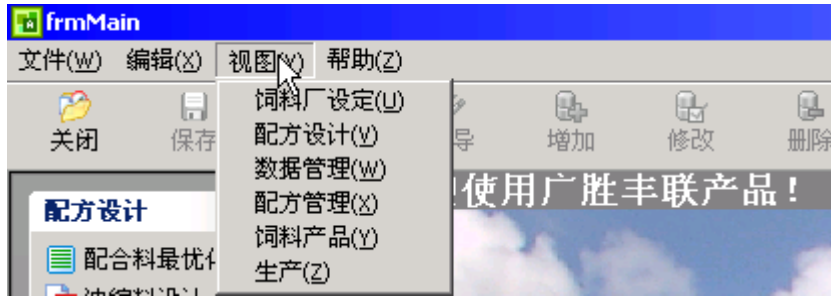 frmMain
文件(W) 编辑(X) 视图(Y) 帮助(Z)
饲料厂设定(U)
配方设计(V)
数据管理(W)
配方管理(X)
饲料产品(Y)
生产(Z)
关闭 保存 导 增加 修改 删除
使用广胜丰联产品！
配方设计
配合料最优